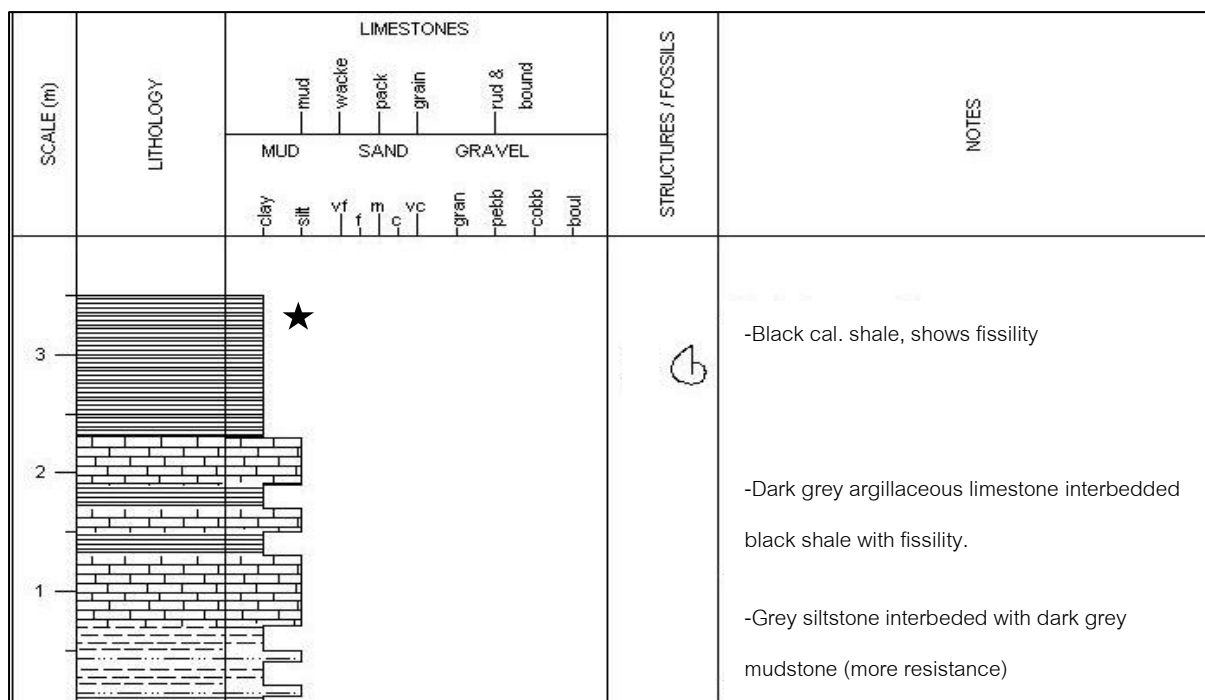 LIMESTONES
mud
wacke
pack
grain
rud &
bound
SCALE (m)
LITHOLOGY
MUD
SAND
GRAVEL
clay
silt
vf
f
m
c
vc
gran
pebb
cobb
boul
STRUCTURES / FOSSILS
NOTES
3
2
1
-Black cal. shale, shows fissility
-Dark grey argillaceous limestone interbedded
black shale with fissility.
-Grey siltstone interbeded with dark grey
mudstone (more resistance)